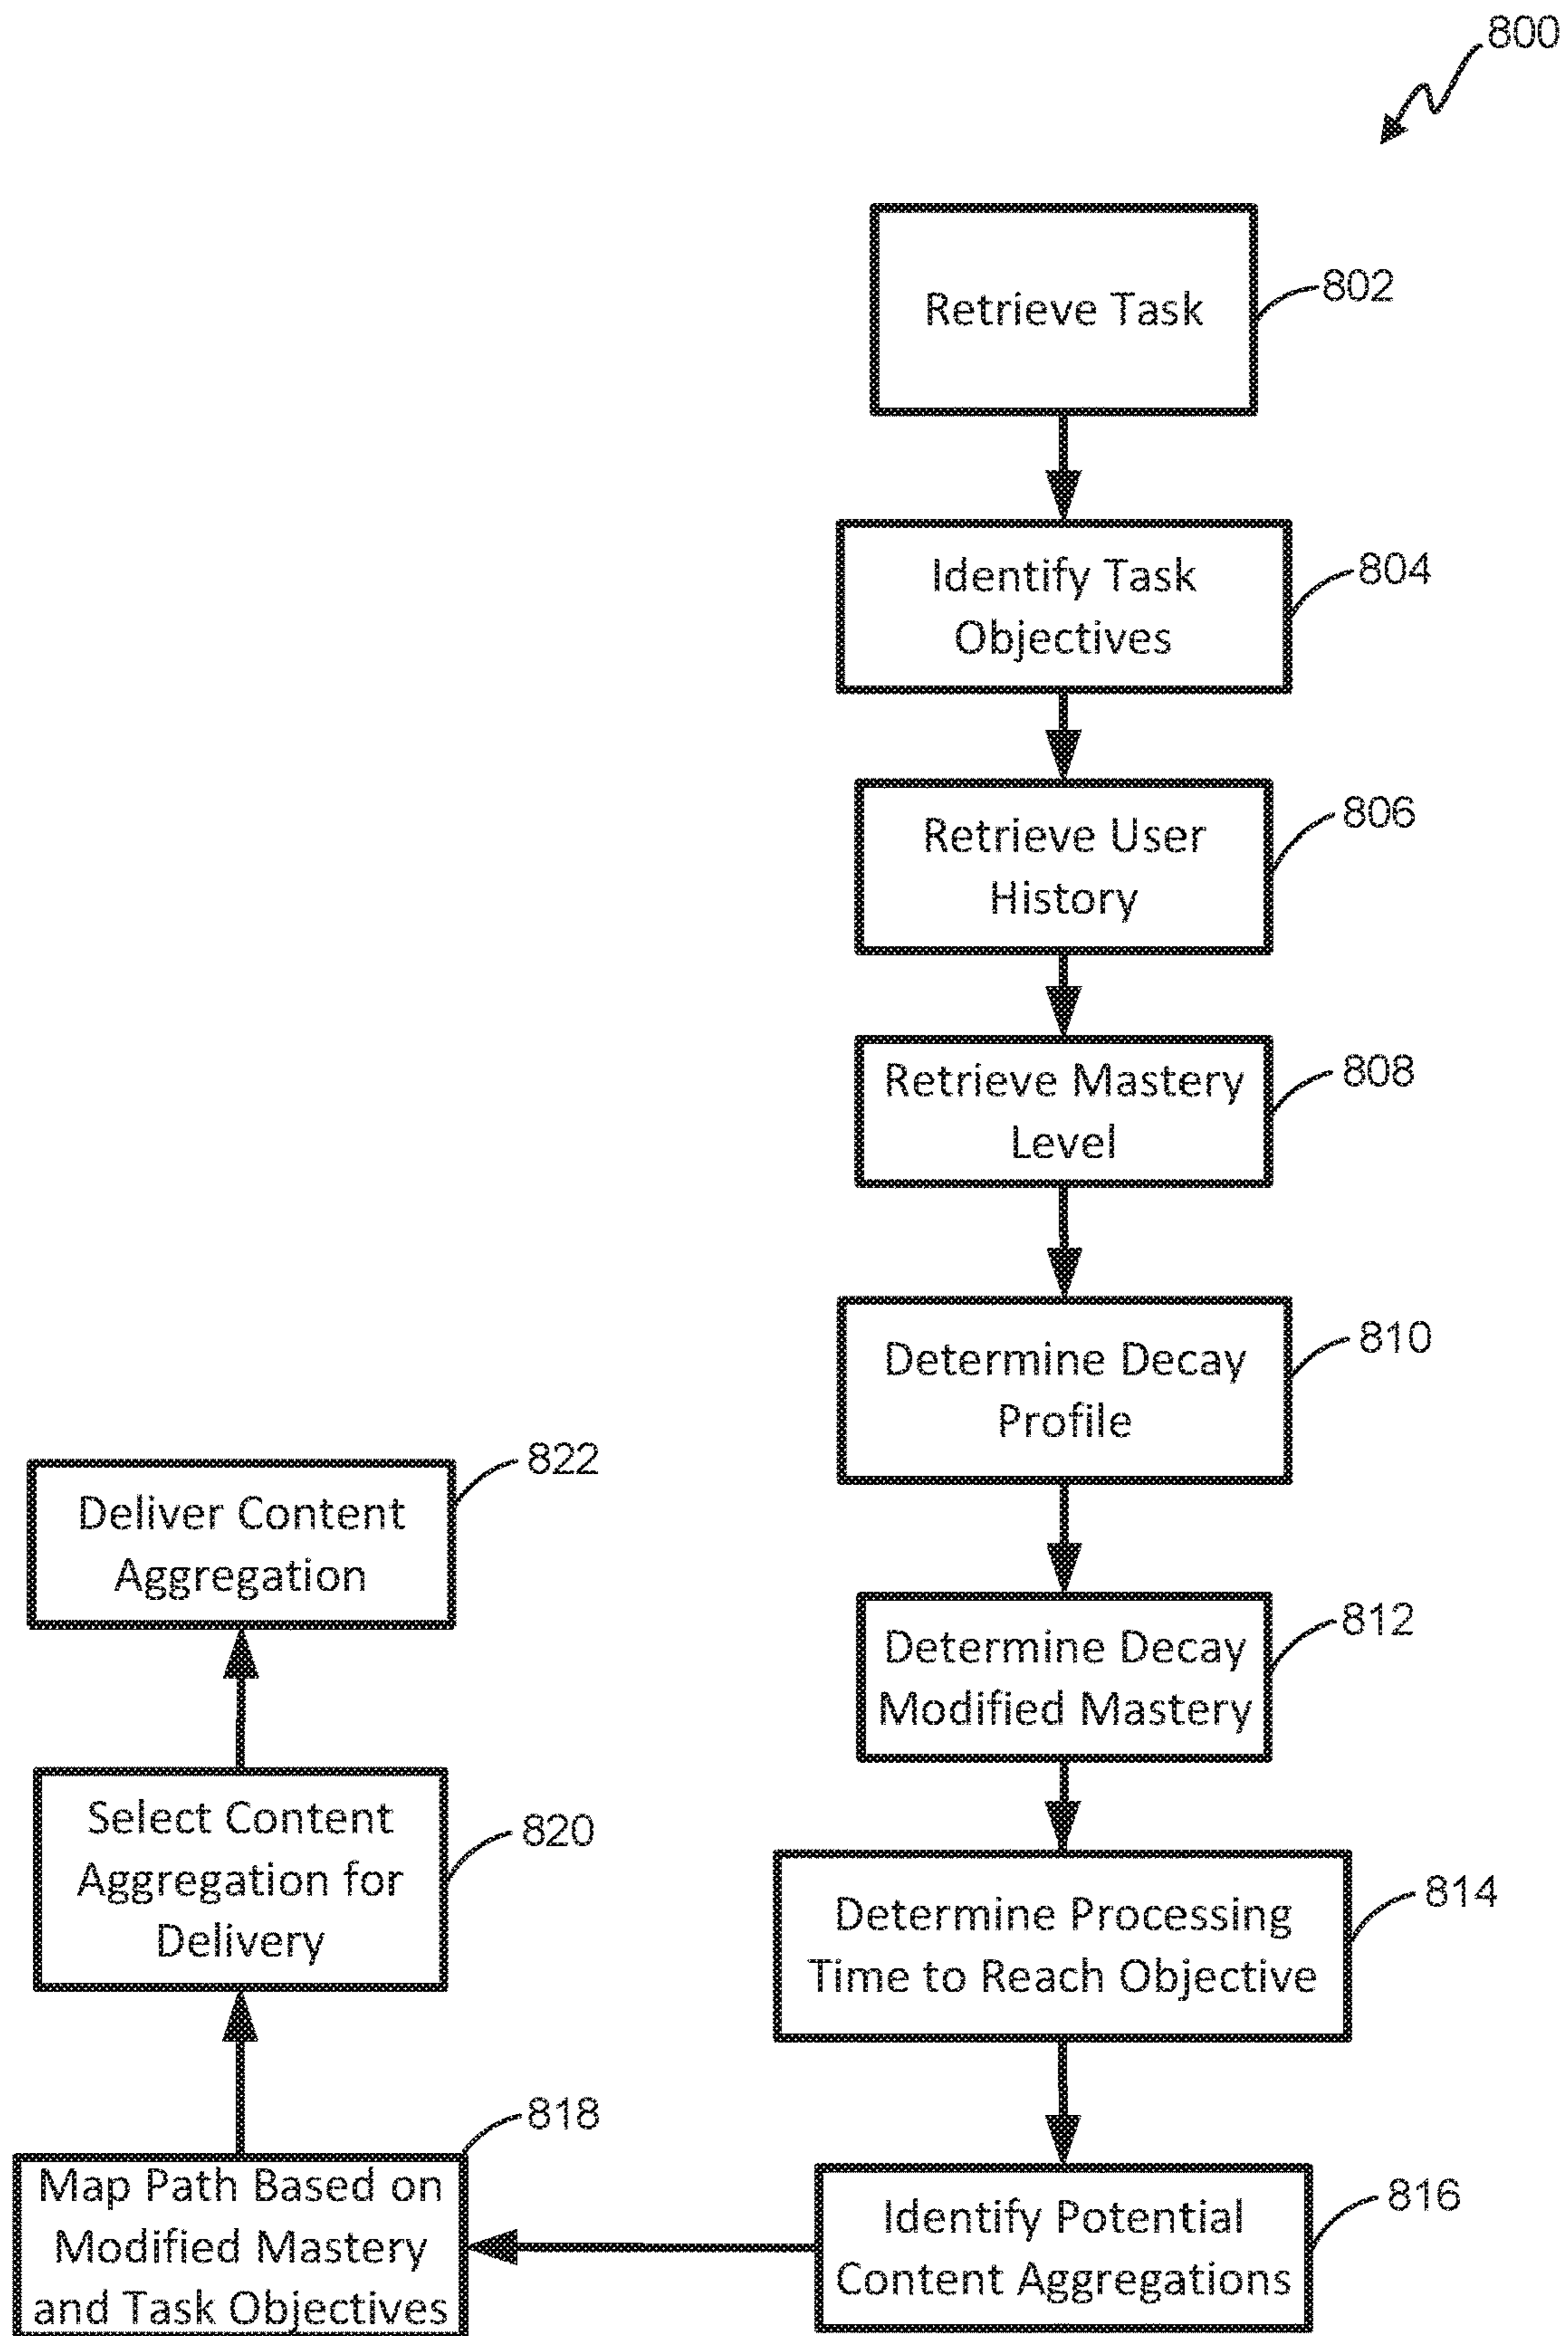 800
Retrieve Task
802
Identify Task
Objectives
804
Retrieve User
History
806
Retrieve Mastery
Level
808
Determine Decay
Profile
810
Determine Decay
Modified Mastery
812
Determine Processing
Time to Reach Objective
814
Identify Potential
Content Aggregations
816
Map Path Based on
Modified Mastery
and Task Objectives
818
Select Content
Aggregation for
Delivery
820
Deliver Content
Aggregation
822